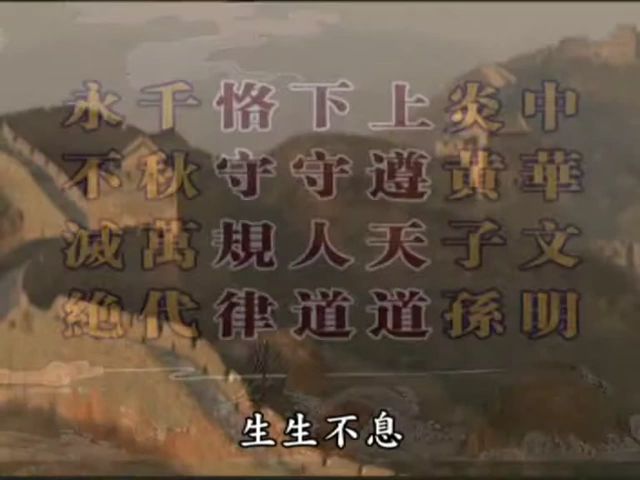 中華文明
炎黃子孫
上遵天道
下守人道
恪守規律
千秋萬代
永不滅絕
生生不息